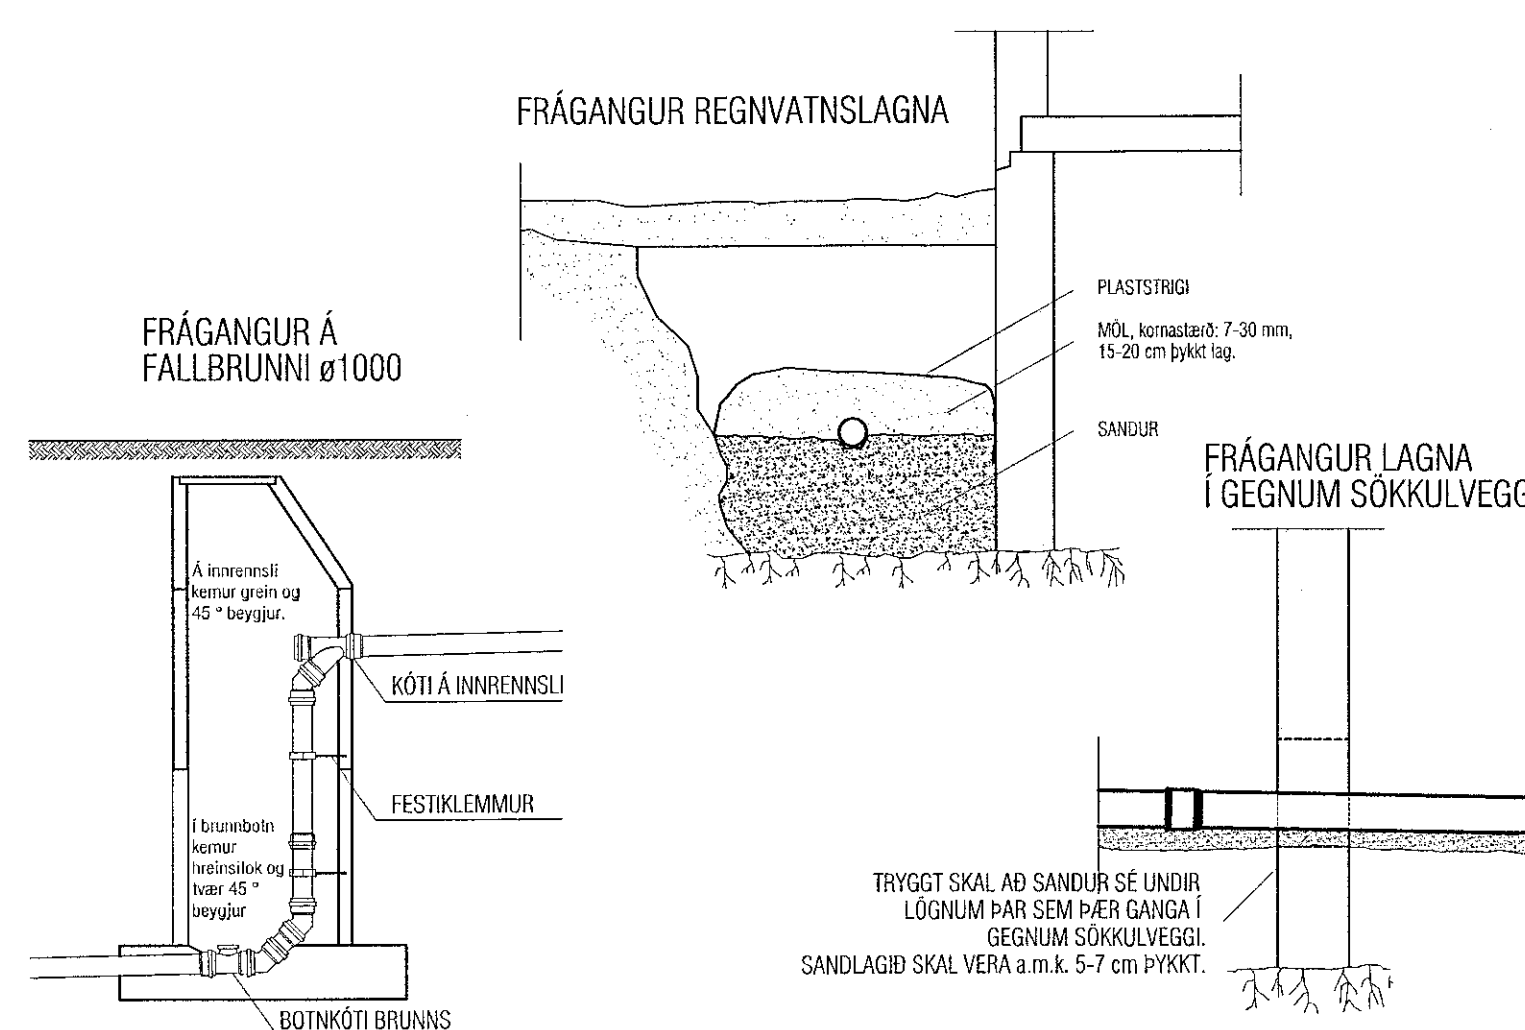 FRÁGANGUR REGNVATNSLAGNA
PLASTSTRIGI
MÖL, kornastærð: 7-30 mm,
15-20 cm þykkt lag.
SANDUR
FRÁGANGUR Á
FALLBRUNNI ø1000
Á innrennsli
kemur grein og
45 ° beygjur.
KÓTI Á INNRENNSLI
FESTIKLEMMUR
Í brunnbotn
kemur
hreinsilok og
tvær 45 °
beygjur
BOTNKÓTI BRUNNS
FRÁGANGUR LAGNA
Í GEGNUM SÖKKULVEGG
TRYGGT SKAL AÐ SANDUR SÉ UNDIR
LÖGNUM ÞAR SEM ÞÆR GANGA Í
GEGNUM SÖKKULVEGGI.
SANDLAGIÐ SKAL VERA a.m.k. 5-7 cm ÞYKKT.